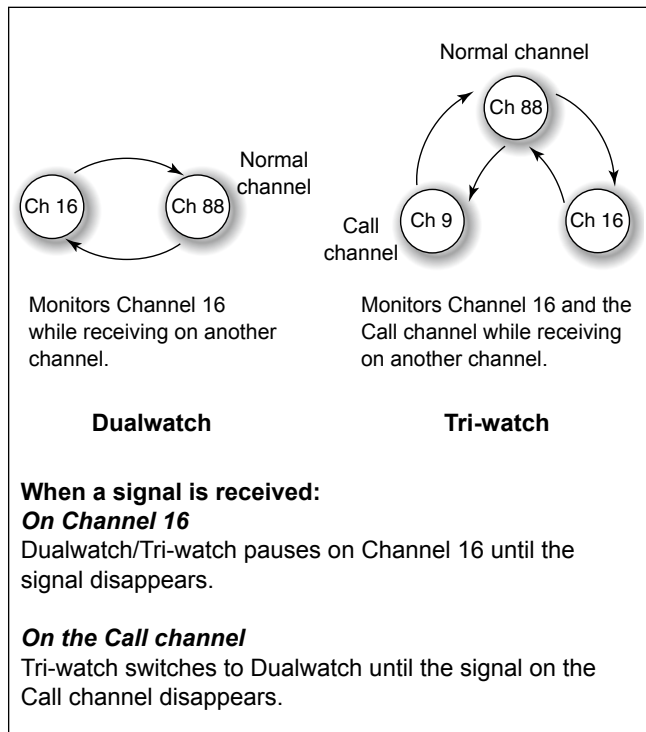 Ch 16
Ch 88
Normal
channel
Monitors Channel 16
while receiving on another
channel.
Dualwatch
Normal channel
Ch 88
Ch 9
Ch 16
Call
channel
Monitors Channel 16 and the
Call channel while receiving
on another channel.
Tri-watch
When a signal is received:
On Channel 16
Dualwatch/Tri-watch pauses on Channel 16 until the
signal disappears.
On the Call channel
Tri-watch switches to Dualwatch until the signal on the
Call channel disappears.